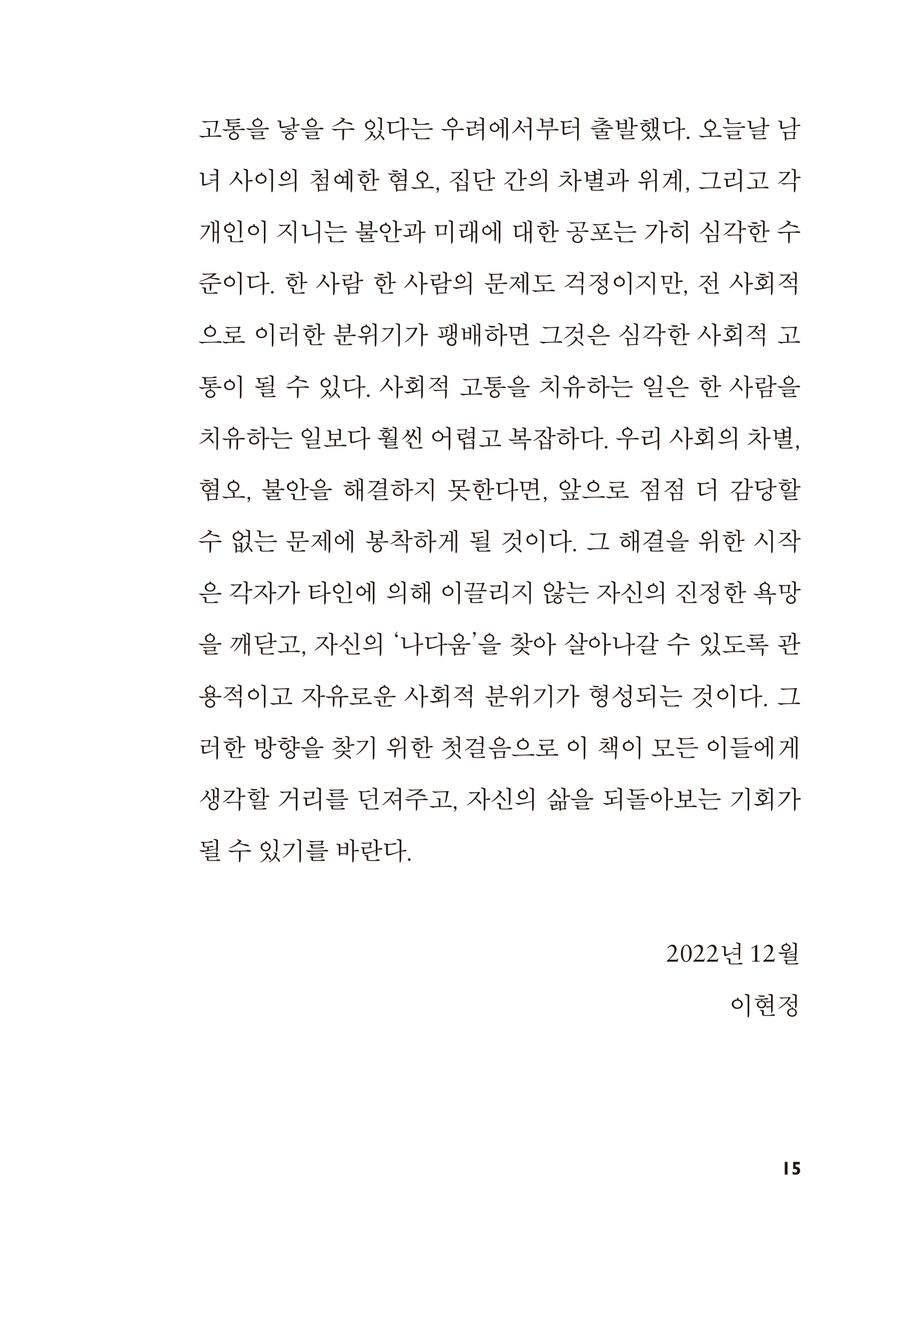 고통을 낳을 수 있다는 우려에서부터 출발했다. 오늘날 남
녀 사이의 첨예한 혐오, 집단 간의 차별과 위계, 그리고 각
개인이 지니는 불안과 미래에 대한 공포는 가히 심각한 수
준이다. 한 사람 한 사람의 문제도 걱정이지만, 전 사회적
으로 이러한 분위기가 팽배하면 그것은 심각한 사회적 고
통이 될 수 있다. 사회적 고통을 치유하는 일은 한 사람을
치유하는 일보다 훨씬 어렵고 복잡하다. 우리 사회의 차별,
혐오, 불안을 해결하지 못한다면, 앞으로 점점 더 감당할
수 없는 문제에 봉착하게 될 것이다. 그 해결을 위한 시작
은 각자가 타인에 의해 이끌리지 않는 자신의 진정한 욕망
을 깨닫고, 자신의 ‘나다움’을 찾아 살아나갈 수 있도록 관
용적이고 자유로운 사회적 분위기가 형성되는 것이다. 그
러한 방향을 찾기 위한 첫걸음으로 이 책이 모든 이들에게
생각할 거리를 던져주고, 자신의 삶을 되돌아보는 기회가
될 수 있기를 바란다.
2022년 12월
이현정
15